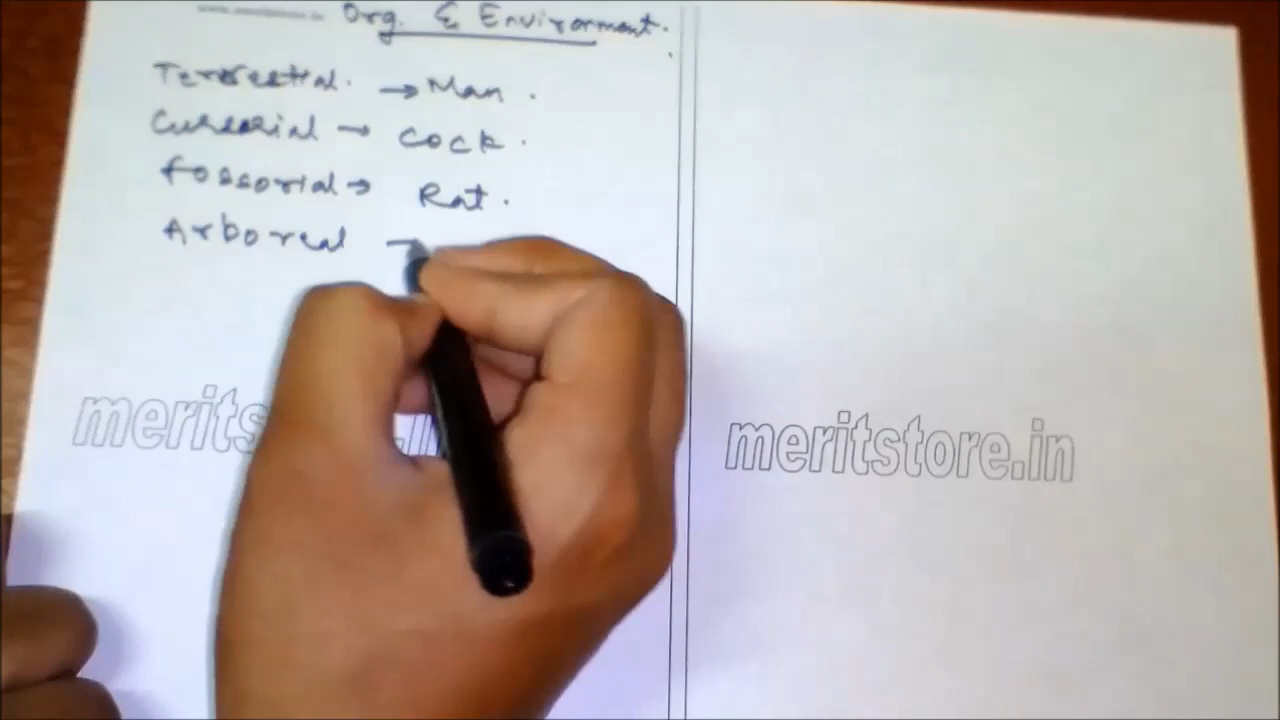 Org. & Environment.
Terrestrial. → Man.
Cursorial → Cock.
Fossorial → Rat.
Arboreal →
meritstore.in